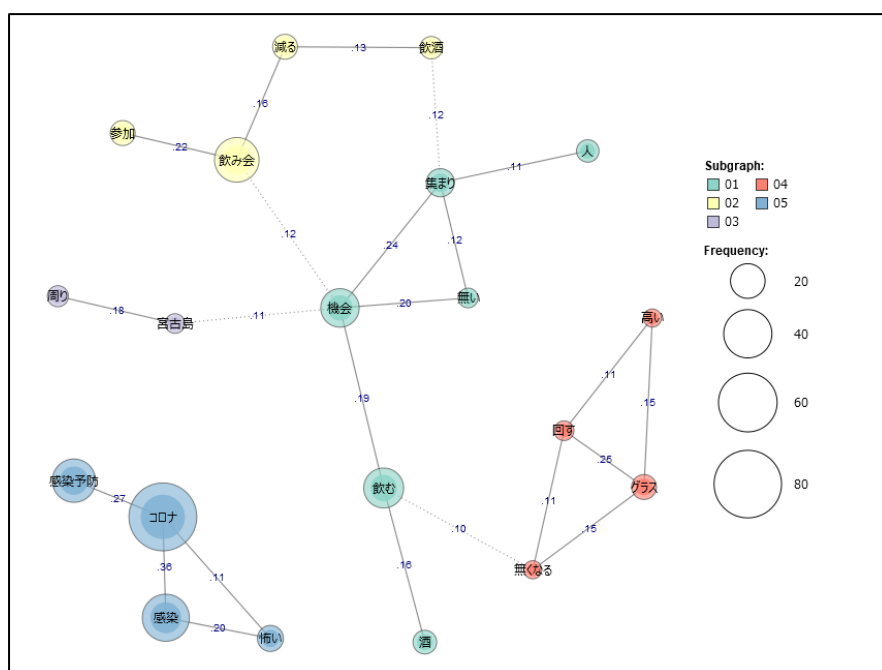 減る
.13
飲酒
.16
.12
参加
.22
飲み会
人
.11
集まり
.12
.24
.12
周り
.18
宮古島
.11
機会
.20
無い
高い
.19
.11
.15
回す
.25
グラス
感染予防
.27
コロナ
飲む
.11
.10
.15
無くなる
.36
.11
.16
感染
.20
怖い
酒
Subgraph:
01
04
02
05
03
Frequency:
20
40
60
80